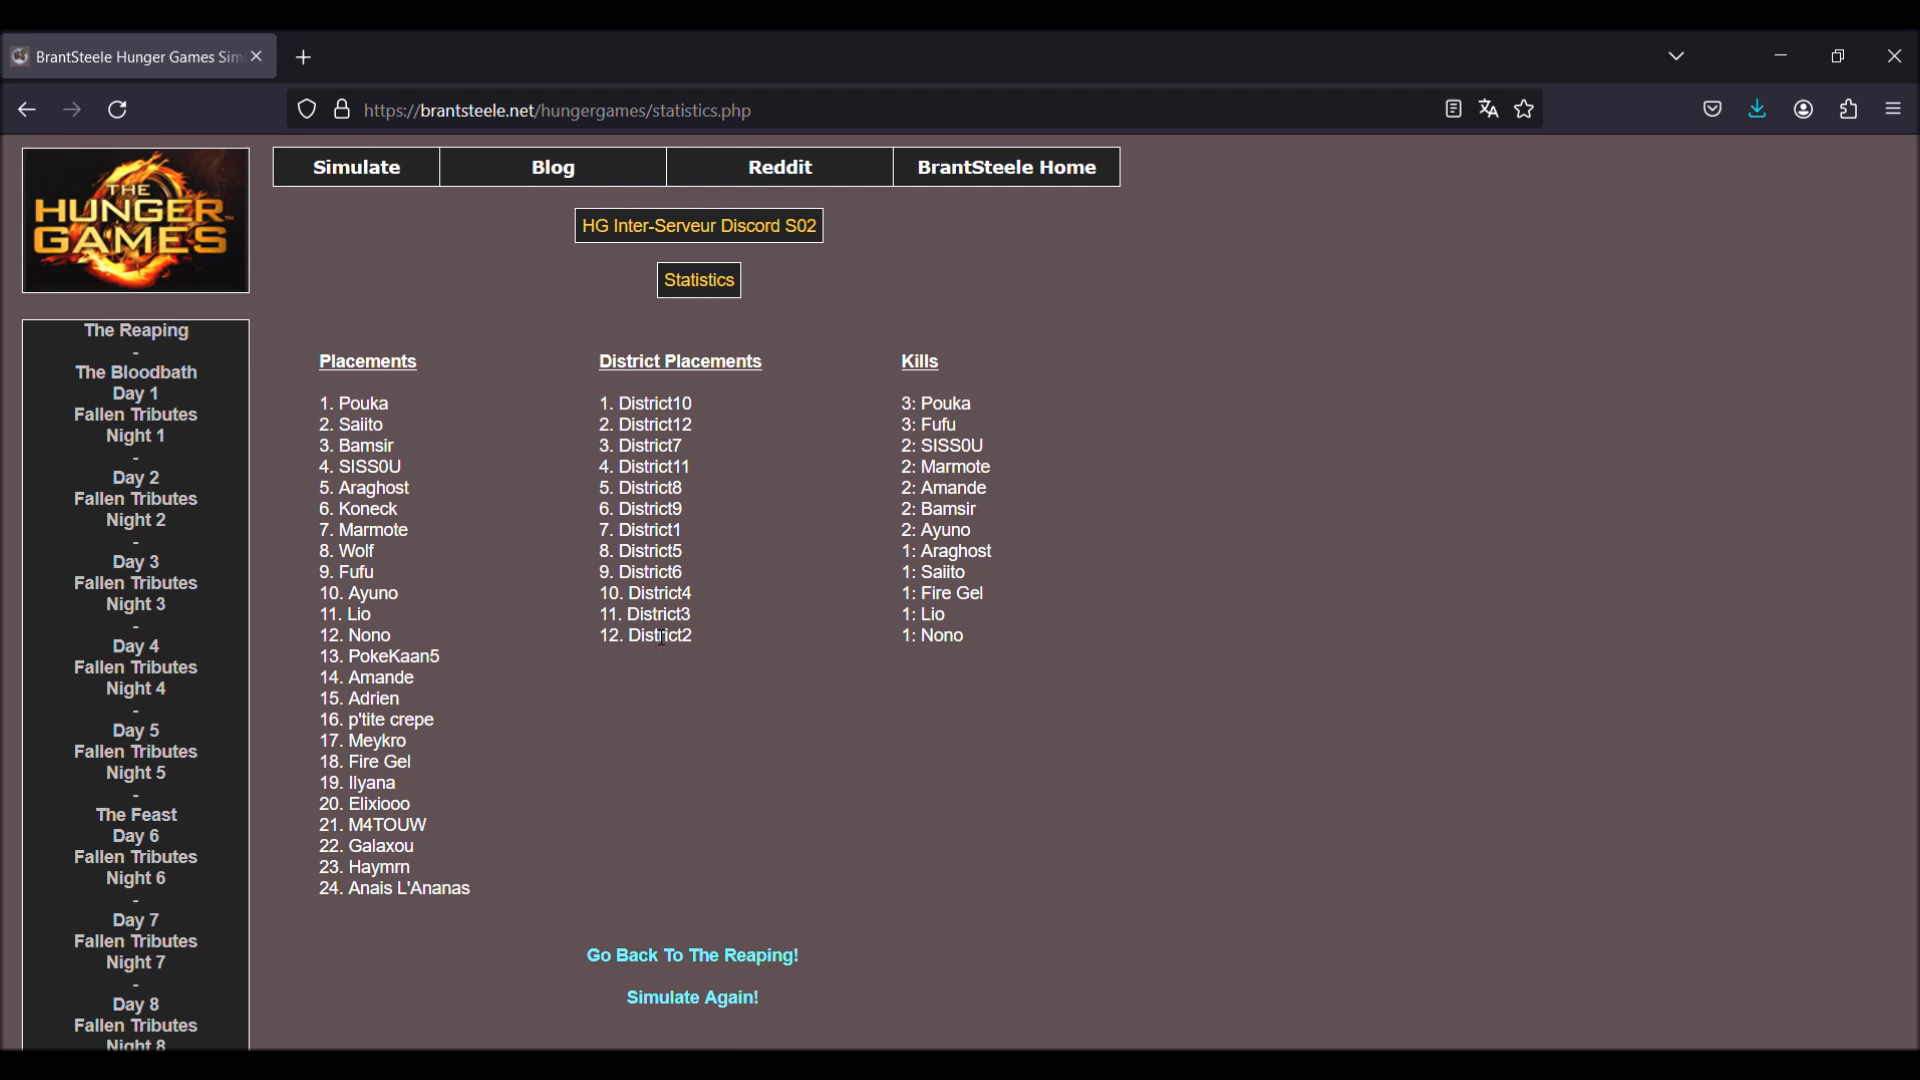 BrantSteele Hunger Games Sim
https://brantsteele.net/hungergames/statistics.php
THE
HUNGER
GAMES
Simulate
Blog
Reddit
BrantSteele Home
HG Inter-Serveur Discord S02
Statistics
The Reaping
-
The Bloodbath
Day 1
Fallen Tributes
Night 1
-
Day 2
Fallen Tributes
Night 2
-
Day 3
Fallen Tributes
Night 3
-
Day 4
Fallen Tributes
Night 4
-
Day 5
Fallen Tributes
Night 5
-
The Feast
Day 6
Fallen Tributes
Night 6
-
Day 7
Fallen Tributes
Night 7
-
Day 8
Fallen Tributes
Night 8
Placements
1. Pouka
2. Saiito
3. Bamsir
4. SISS0U
5. Araghost
6. Koneck
7. Marmote
8. Wolf
9. Fufu
10. Ayuno
11. Lio
12. Nono
13. PokeKaan5
14. Amande
15. Adrien
16. p'tite crepe
17. Meykro
18. Fire Gel
19. Ilyana
20. Elixiooo
21. M4TOUW
22. Galaxou
23. Haymrn
24. Anais L'Ananas
District Placements
1. District10
2. District12
3. District7
4. District11
5. District8
6. District9
7. District1
8. District5
9. District6
10. District4
11. District3
12. District2
Kills
3: Pouka
3: Fufu
2: SISS0U
2: Marmote
2: Amande
2: Bamsir
2: Ayuno
1: Araghost
1: Saiito
1: Fire Gel
1: Lio
1: Nono
Go Back To The Reaping!
Simulate Again!